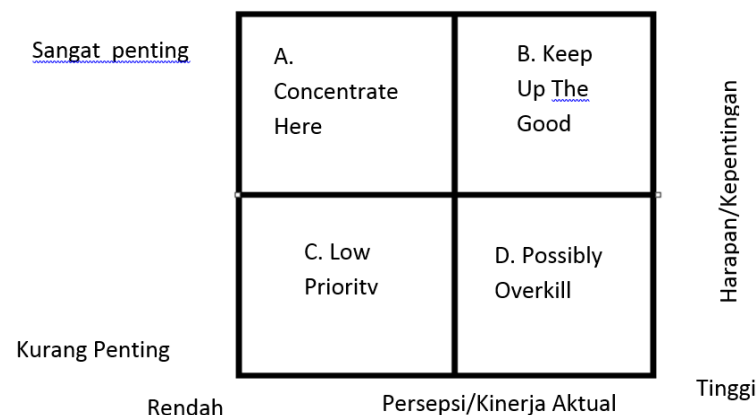 Sangat penting
A.
Concentrate
Here
B. Keep
Up The
Good
Harapan/Kepentingan
C. Low
Priority
D. Possibly
Overkill
Kurang Penting
Rendah
Persepsi/Kinerja Aktual
Tinggi